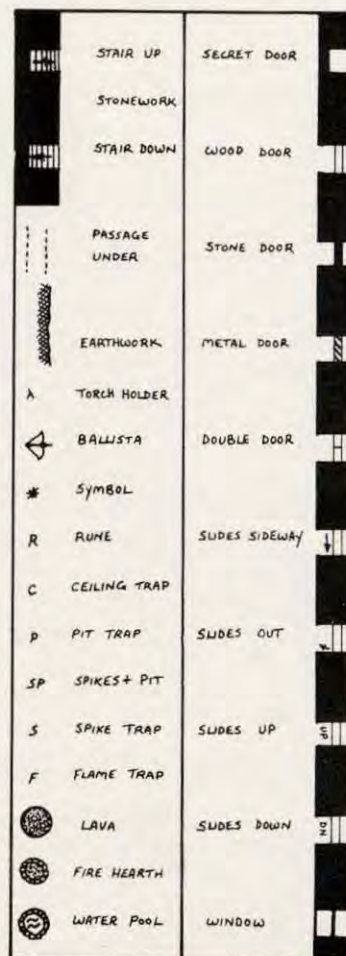 STAIR UP
STONEWORK
STAIR DOWN
PASSAGE
UNDER
EARTHWORK
λ TORCH HOLDER
BALLISTA
* SYMBOL
R RUNE
C CEILING TRAP
P PIT TRAP
SP SPIKES + PIT
S SPIKE TRAP
F FLAME TRAP
LAVA
FIRE HEARTH
WATER POOL
SECRET DOOR
WOOD DOOR
STONE DOOR
METAL DOOR
DOUBLE DOOR
SLIDES SIDEWAY
SLIDES OUT
SLIDES UP UP
SLIDES DOWN DN
WINDOW